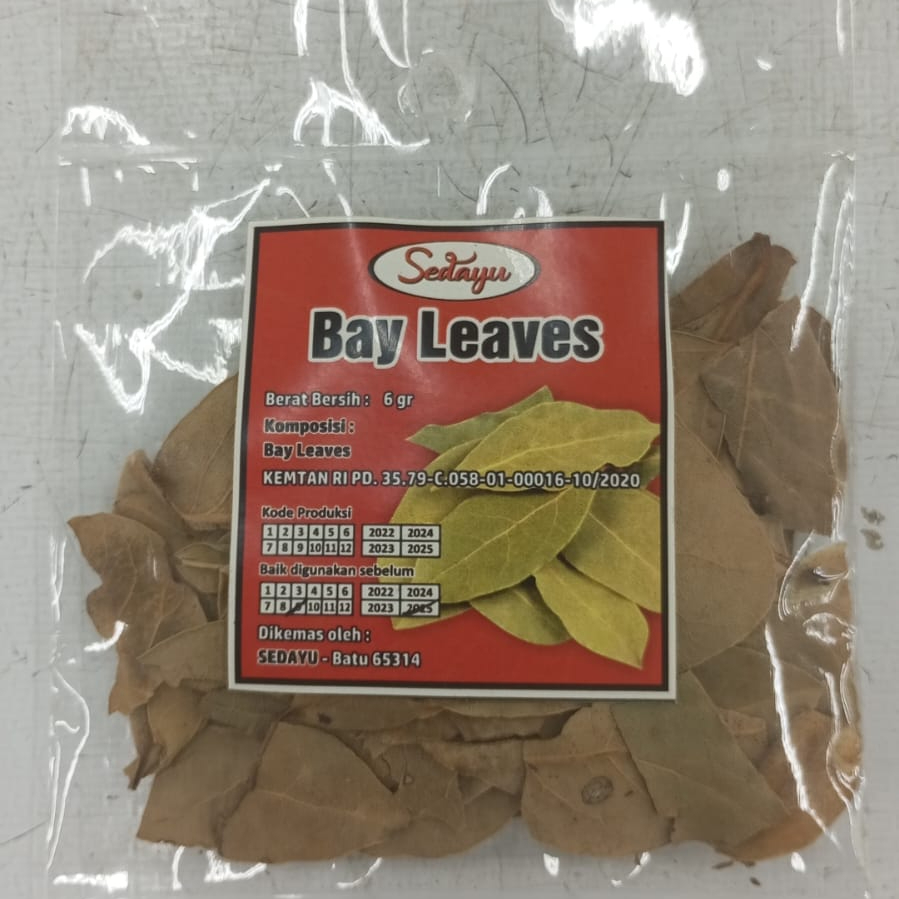 Sedayu
Bay Leaves
Berat Bersih : 6 gr
Komposisi :
Bay Leaves
KEMTAN RI PD. 35.79-C.058-01-00016-10/2020
Kode Produksi
1 2 3 4 5 6 2022 2024
7 8 9 10 11 12 2023 2025
Baik digunakan sebelum
1 2 3 4 5 6 2022 2024
7 8 9 10 11 12 2023 2025
Dikemas oleh :
SEDAYU - Batu 65314